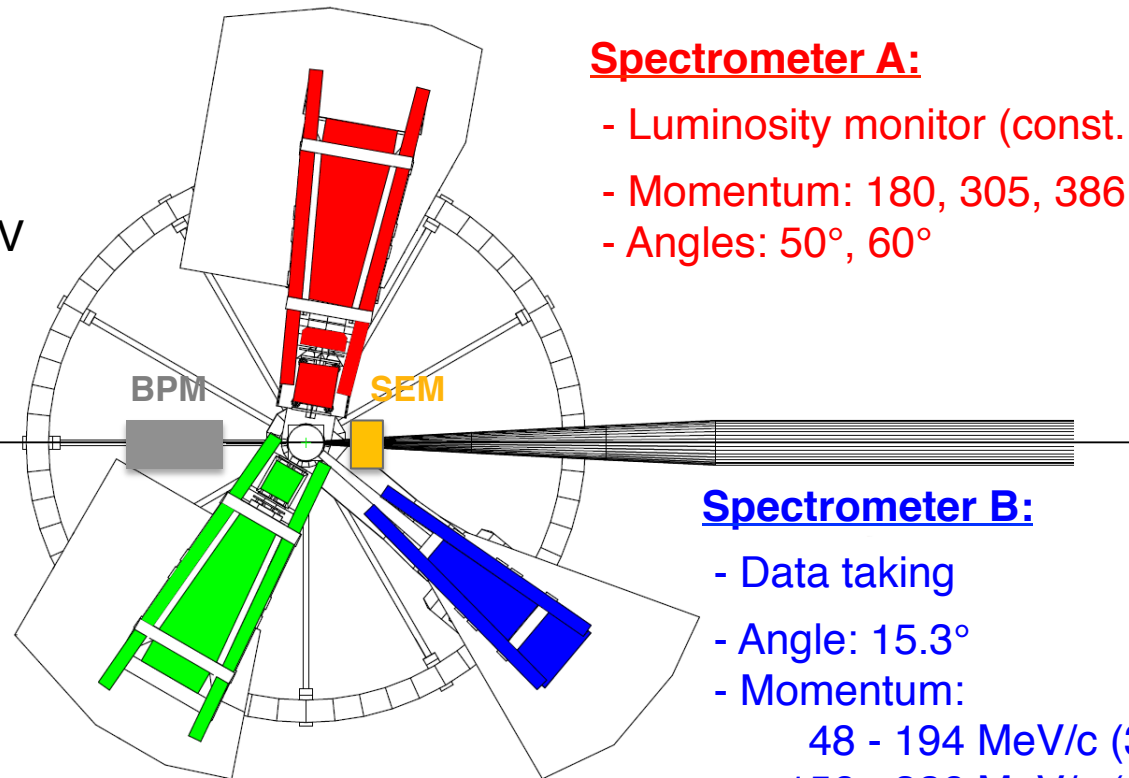 Spectrometer A:
- Luminosity monitor (const.
- Momentum: 180, 305, 386
- Angles: 50°, 60°
V
BPM
SEM
Spectrometer B:
- Data taking
- Angle: 15.3°
- Momentum:
48 - 194 MeV/c (3